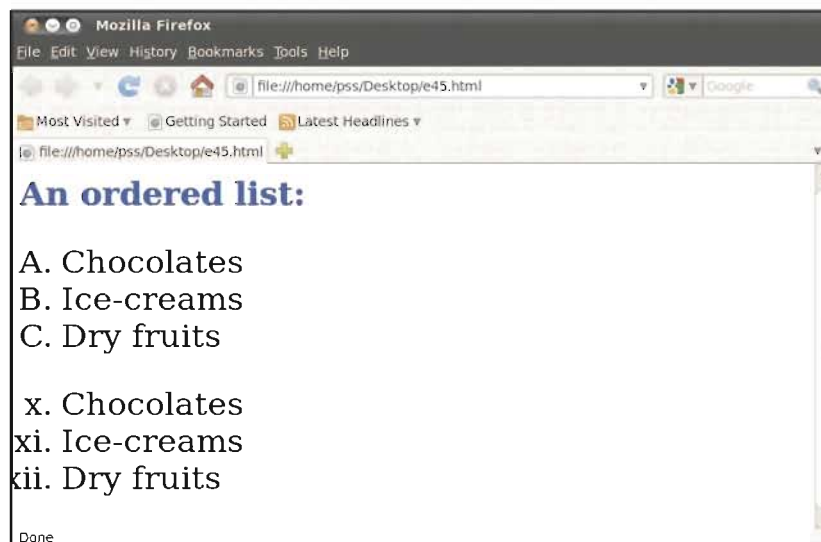 Mozilla Firefox
File Edit View History Bookmarks Tools Help
file:///home/pss/Desktop/e45.html
Google
Most Visited Getting Started Latest Headlines
file:///home/pss/Desktop/e45.html
An ordered list:
A. Chocolates
B. Ice-creams
C. Dry fruits
x. Chocolates
xi. Ice-creams
xii. Dry fruits
Done